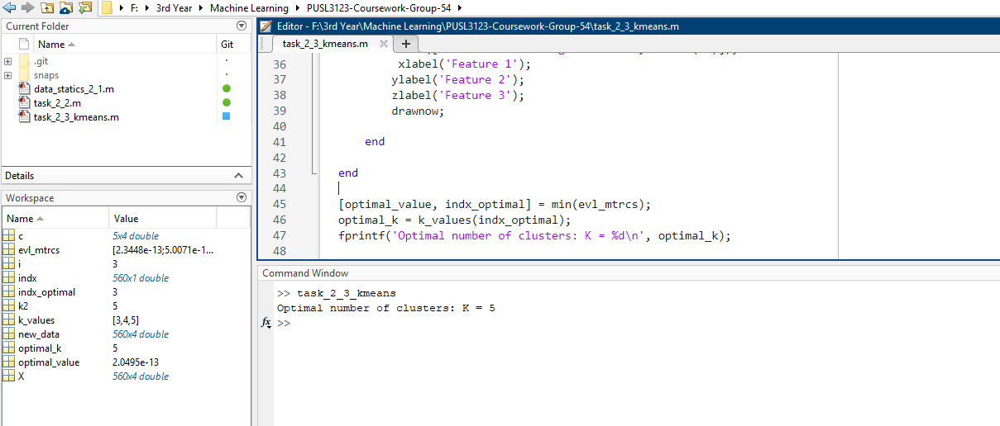 F: ▸ 3rd Year ▸ Machine Learning ▸ PUSL3123-Coursework-Group-54 ▸
Current Folder
Name Git
.git
snaps
data_statics_2_1.m
task_2_2.m
task_2_3_kmeans.m
Details
Workspace
Name Value
c 5x4 double
evl_mtrcs [2.3448e-13;5.0071e-1...
i 3
indx 560x1 double
indx_optimal 3
k2 5
k_values [3,4,5]
new_data 560x4 double
optimal_k 5
optimal_value 2.0495e-13
X 560x4 double
Editor - F:\3rd Year\Machine Learning\PUSL3123-Coursework-Group-54\task_2_3_kmeans.m
task_2_3_kmeans.m
36 xlabel('Feature 1');
37 ylabel('Feature 2');
38 zlabel('Feature 3');
39 drawnow;
40
41 end
42
43 end
44
45 [optimal_value, indx_optimal] = min(evl_mtrcs);
46 optimal_k = k_values(indx_optimal);
47 fprintf('Optimal number of clusters: K = %d\n', optimal_k);
48
Command Window
>> task_2_3_kmeans
Optimal number of clusters: K = 5
fx >>